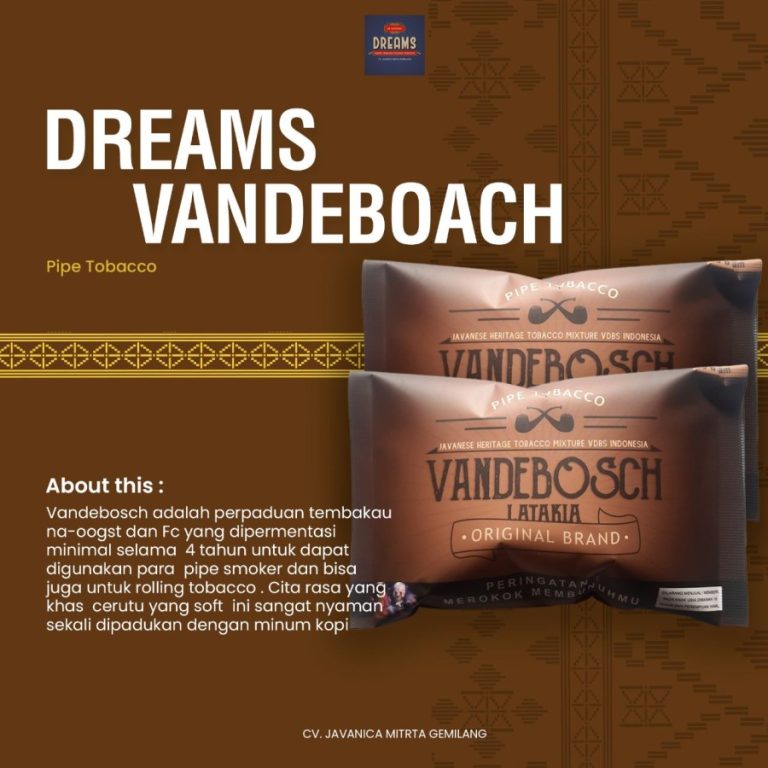 DREAMS
DREAMS
VANDEBOACH
Pipe Tobacco
PIPE TOBACCO
JAVANESE HERITAGE TOBACCO MIXTURE VDBS INDONESIA
VANDEBOSCH
PIPE TOBACCO
JAVANESE HERITAGE TOBACCO MIXTURE VDBS INDONESIA
VANDEBOSCH
LATAKIA
ORIGINAL BRAND
PERINGATAN
MEROKOK
About this :
Vandebosch adalah perpaduan tembakau
na-oogst dan Fc yang dipermentasi
minimal selama 4 tahun untuk dapat
digunakan para pipe smoker dan bisa
juga untuk rolling tobacco . Cita rasa yang
khas cerutu yang soft ini sangat nyaman
sekali dipadukan dengan minum kopi
CV. JAVANICA MITRTA GEMILANG